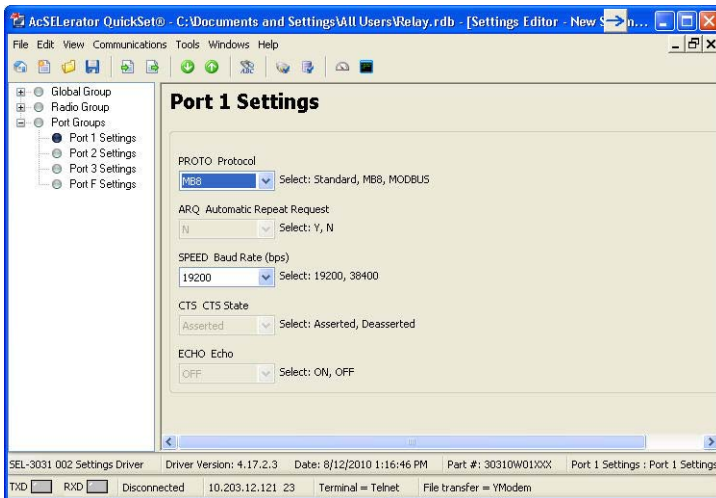 AcSELerator QuickSet® - C:\Documents and Settings\All Users\Relay.rdb - [Settings Editor - New S n...
File Edit View Communications Tools Windows Help
Global Group
Radio Group
Port Groups
Port 1 Settings
Port 2 Settings
Port 3 Settings
Port F Settings
Port 1 Settings
PROTO Protocol
MB8 Select: Standard, MB8, MODBUS
ARQ Automatic Repeat Request
N Select: Y, N
SPEED Baud Rate (bps)
19200 Select: 19200, 38400
CTS CTS State
Asserted Select: Asserted, Deasserted
ECHO Echo
OFF Select: ON, OFF
SEL-3031 002 Settings Driver Driver Version: 4.17.2.3 Date: 8/12/2010 1:16:46 PM Part #: 30310W01XXX Port 1 Settings : Port 1 Settings
TXD RXD Disconnected 10.203.12.121 23 Terminal = Telnet File transfer = YModem